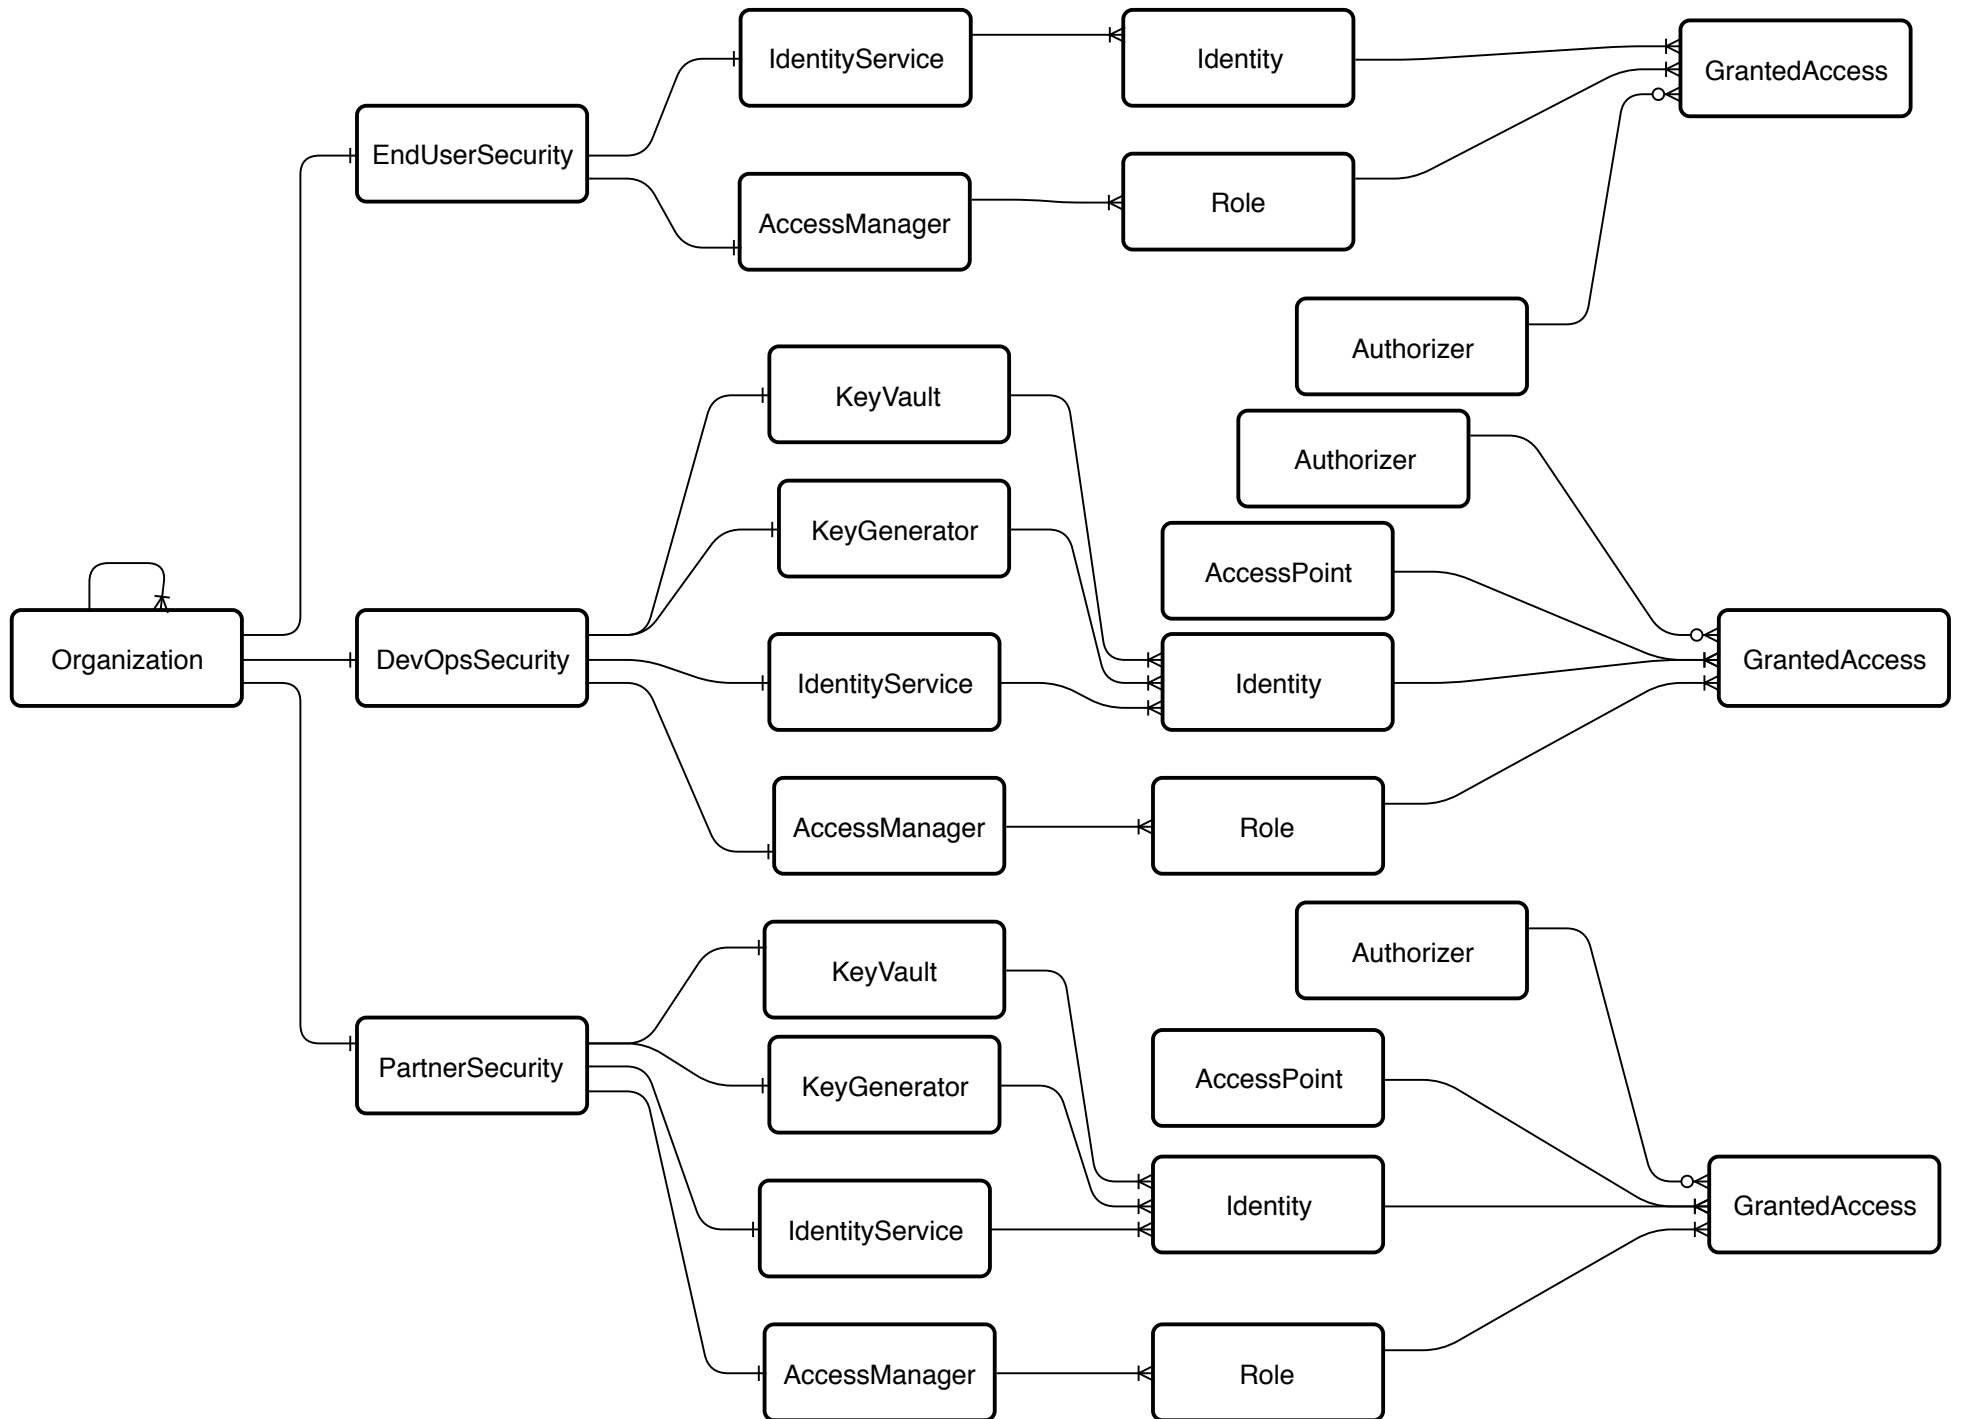 IdentityService
Identity
GrantedAccess
EndUserSecurity
AccessManager
Role
Authorizer
KeyVault
Authorizer
KeyGenerator
AccessPoint
Organization
DevOpsSecurity
IdentityService
Identity
GrantedAccess
AccessManager
Role
Authorizer
KeyVault
PartnerSecurity
KeyGenerator
AccessPoint
IdentityService
Identity
GrantedAccess
AccessManager
Role